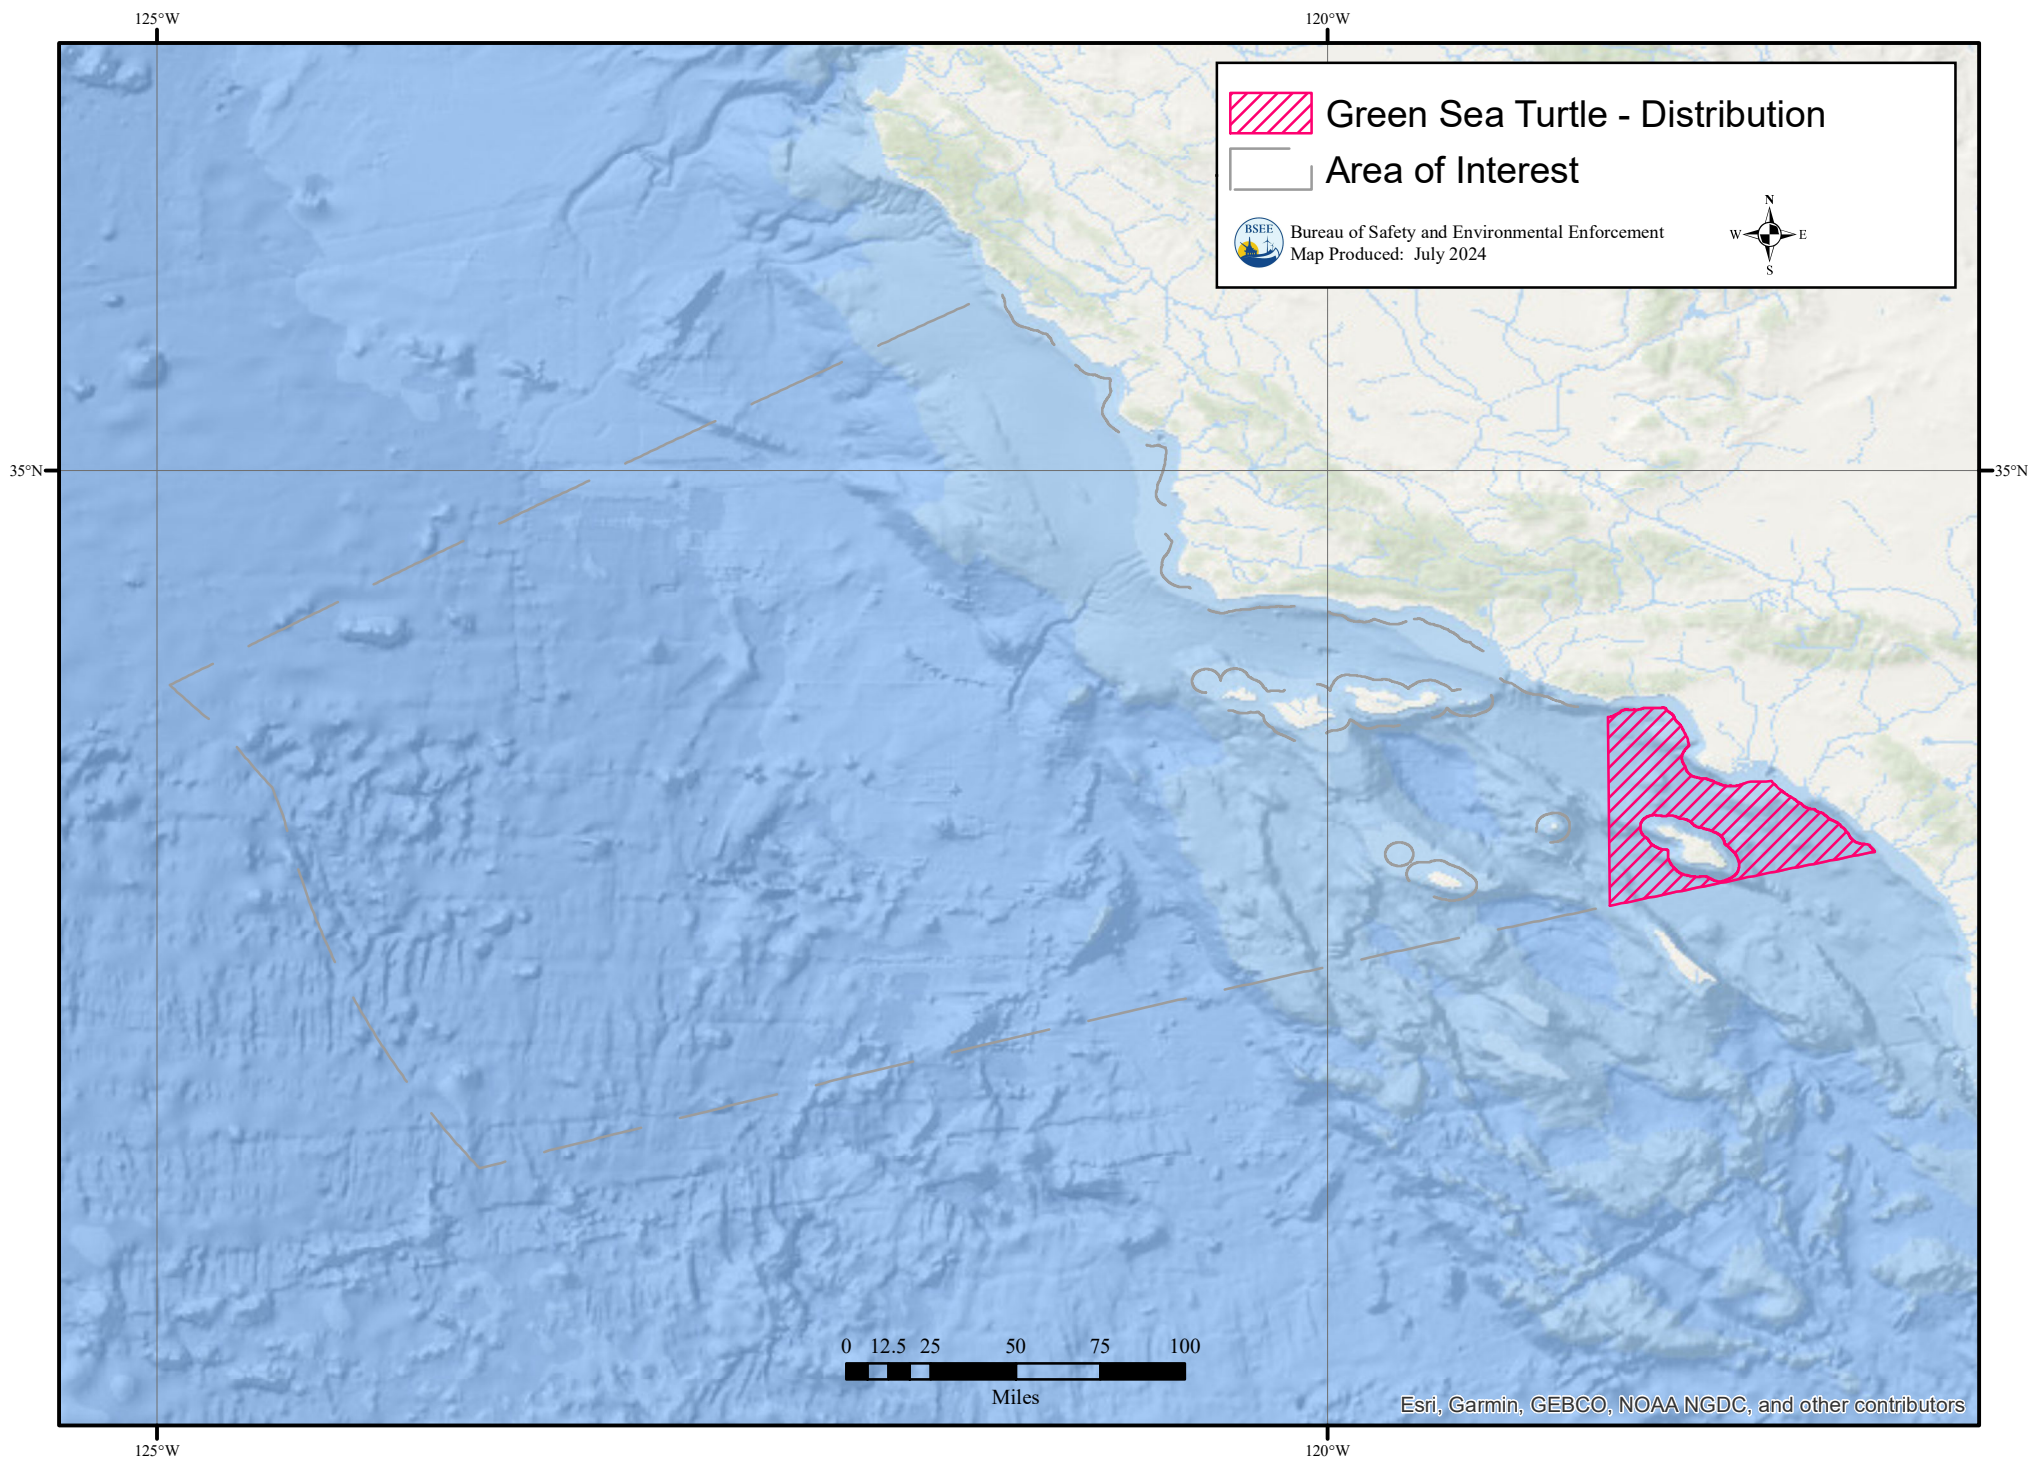 125°W
120°W
Green Sea Turtle - Distribution
Area of Interest
BSEE
Bureau of Safety and Environmental Enforcement
Map Produced: July 2024
N
W
E
S
35°N
35°N
0 12.5 25 50 75 100
Miles
Esri, Garmin, GEBCO, NOAA NGDC, and other contributors
125°W
120°W